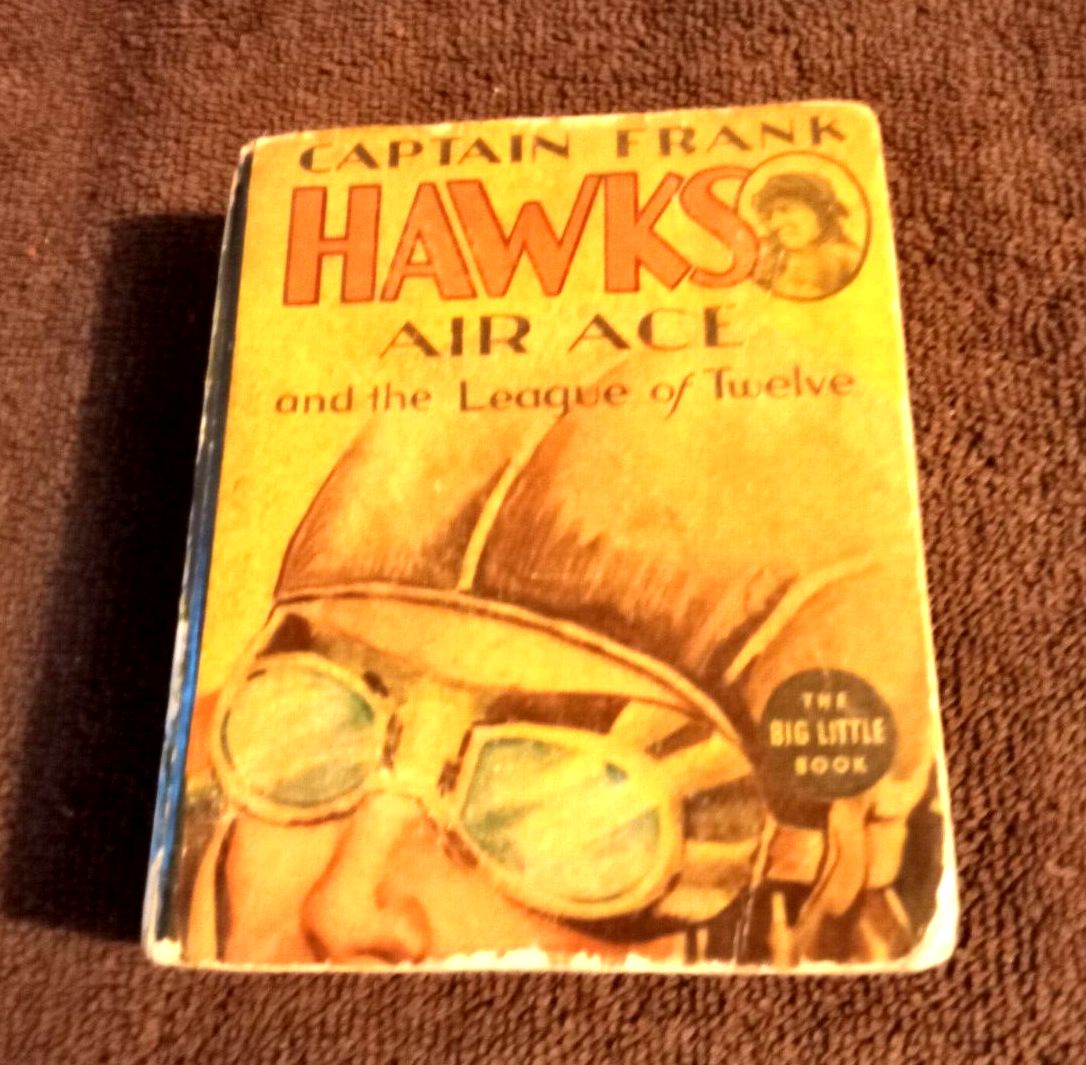 CAPTAIN FRANK
HAWKS
AIR ACE
and the League of Twelve
THE
BIG LITTLE
BOOK